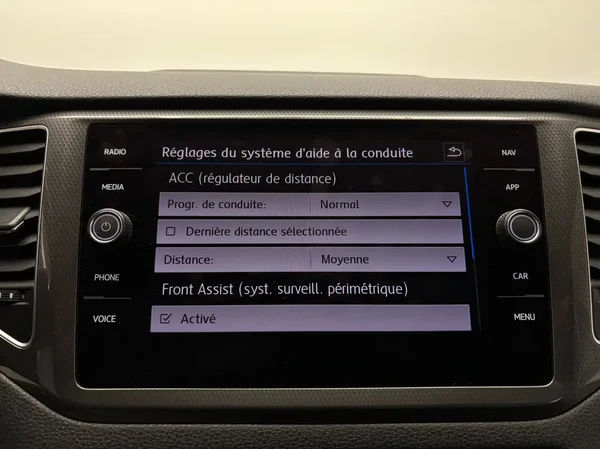 RADIO
MEDIA
PHONE
VOICE
Réglages du système d'aide à la conduite
ACC (régulateur de distance)
Progr. de conduite: Normal
Dernière distance sélectionnée
Distance: Moyenne
Front Assist (syst. surveill. périmétrique)
Activé
NAV
APP
CAR
MENU